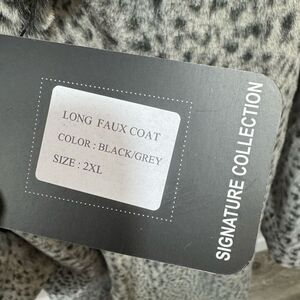 LONG FAUX COAT
COLOR : BLACK/GREY
SIZE : 2XL
SIGNATURE COLLECTION